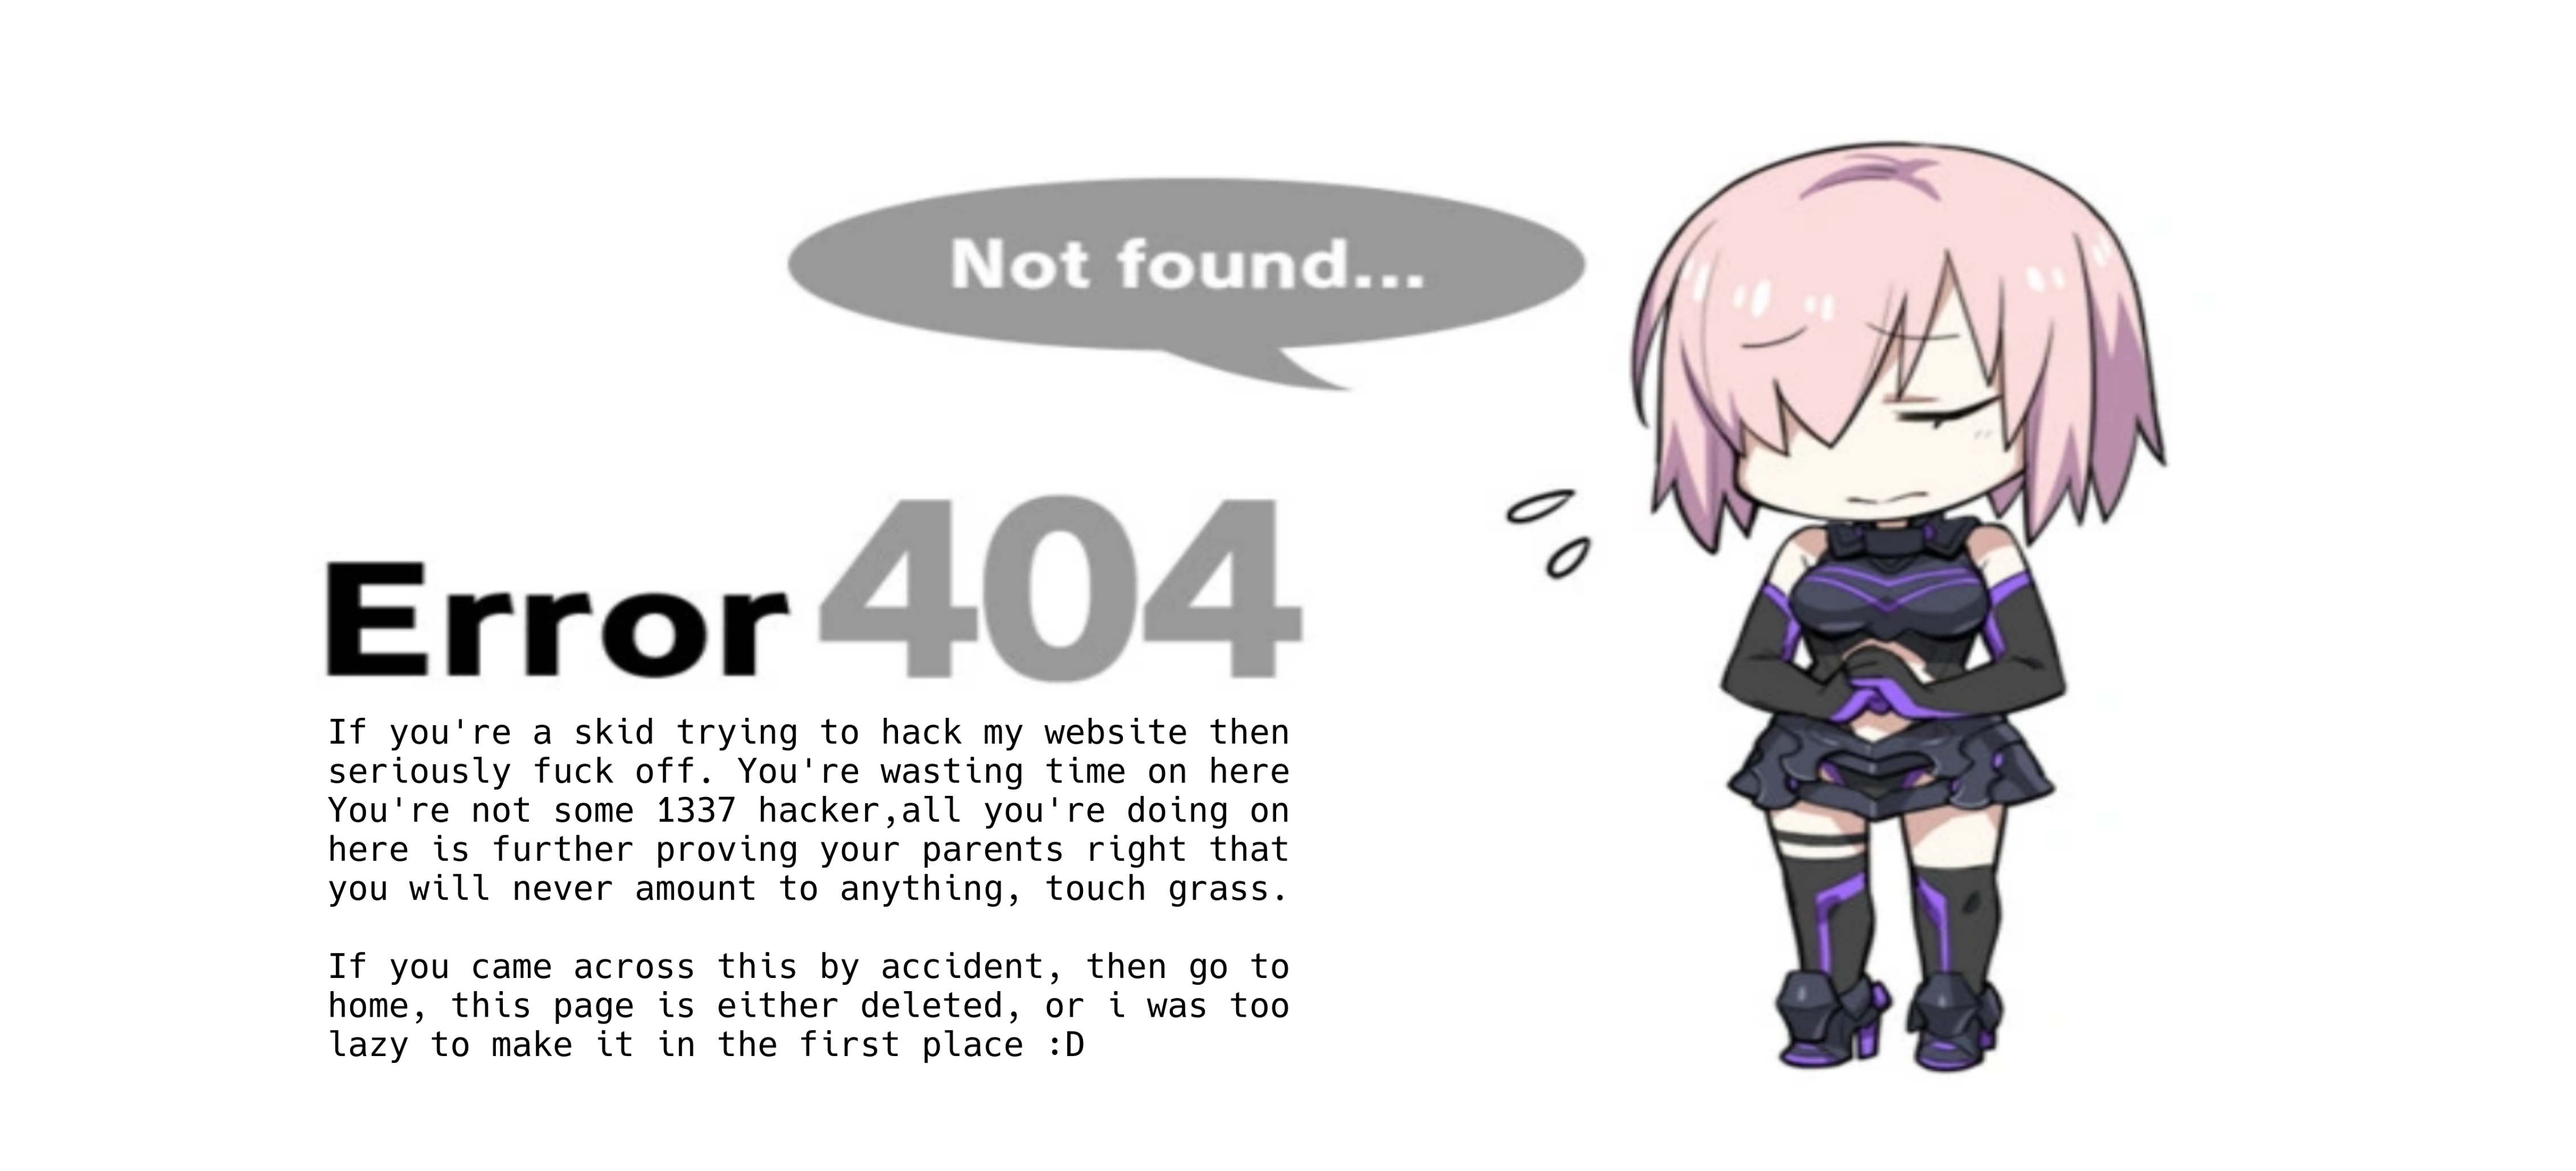 Not found...
Error 404
If you're a skid trying to hack my website then
seriously fuck off. You're wasting time on here
You're not some 1337 hacker,all you're doing on
here is further proving your parents right that
you will never amount to anything, touch grass.
If you came across this by accident, then go to
home, this page is either deleted, or i was too
lazy to make it in the first place :D